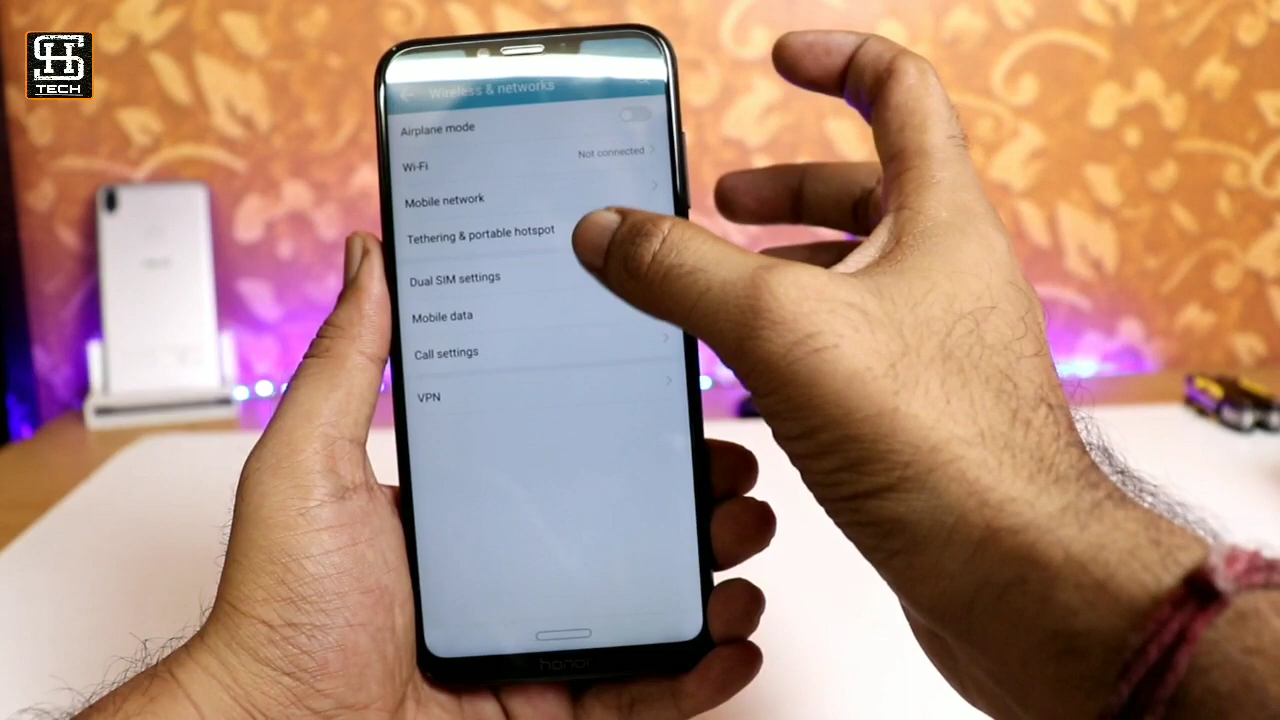 SH
TECH
Wireless & networks
Airplane mode
Wi-Fi
Not connected
Mobile network
Tethering & portable hotspot
Dual SIM settings
Mobile data
Call settings
VPN
honor